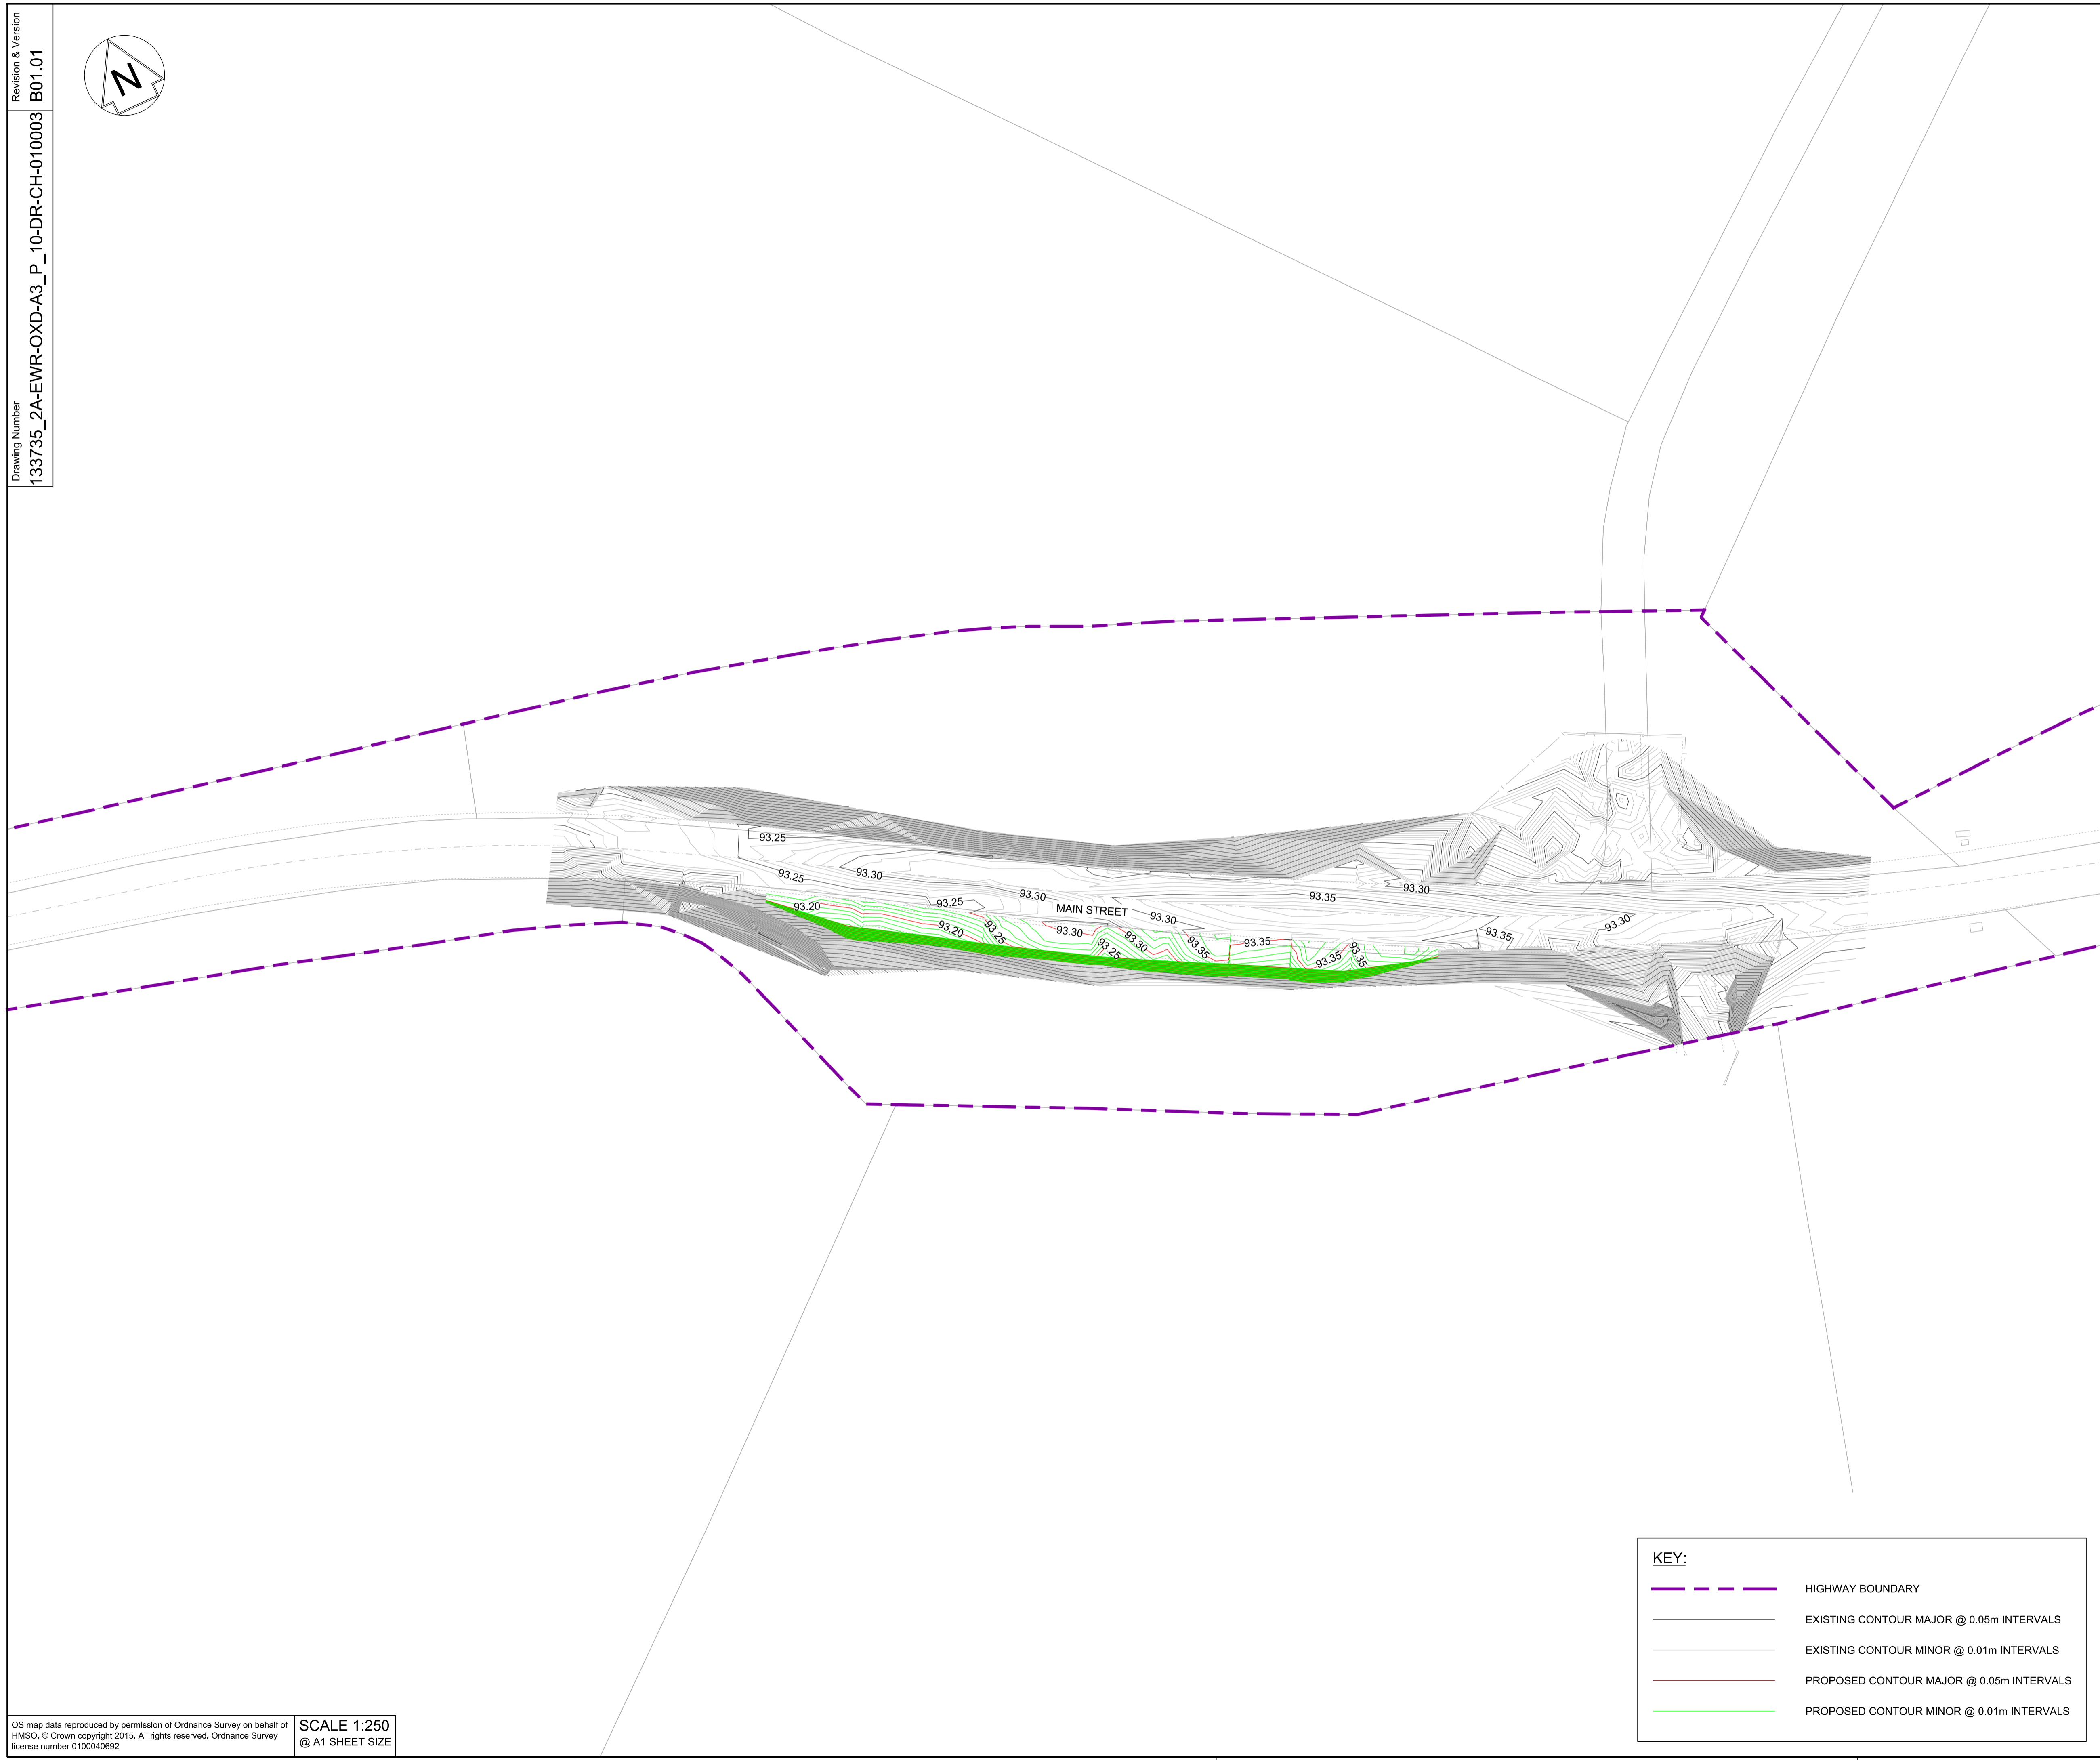 Revision & Version
B01.01
Drawing Number
133735_2A-EWR-OXD-A3_P_10-DR-CH-010003
N
93.25
93.25
93.30
93.30
93.35
93.30
93.20
93.25
MAIN STREET
93.30
93.30
93.20
93.25
93.30
93.30
93.25
93.35
93.35
93.35
93.35
93.35
KEY:
HIGHWAY BOUNDARY
EXISTING CONTOUR MAJOR @ 0.05m INTERVALS
EXISTING CONTOUR MINOR @ 0.01m INTERVALS
PROPOSED CONTOUR MAJOR @ 0.05m INTERVALS
PROPOSED CONTOUR MINOR @ 0.01m INTERVALS
OS map data reproduced by permission of Ordnance Survey on behalf of
HMSO. © Crown copyright 2015. All rights reserved. Ordnance Survey
license number 0100040692
SCALE 1:250
@ A1 SHEET SIZE